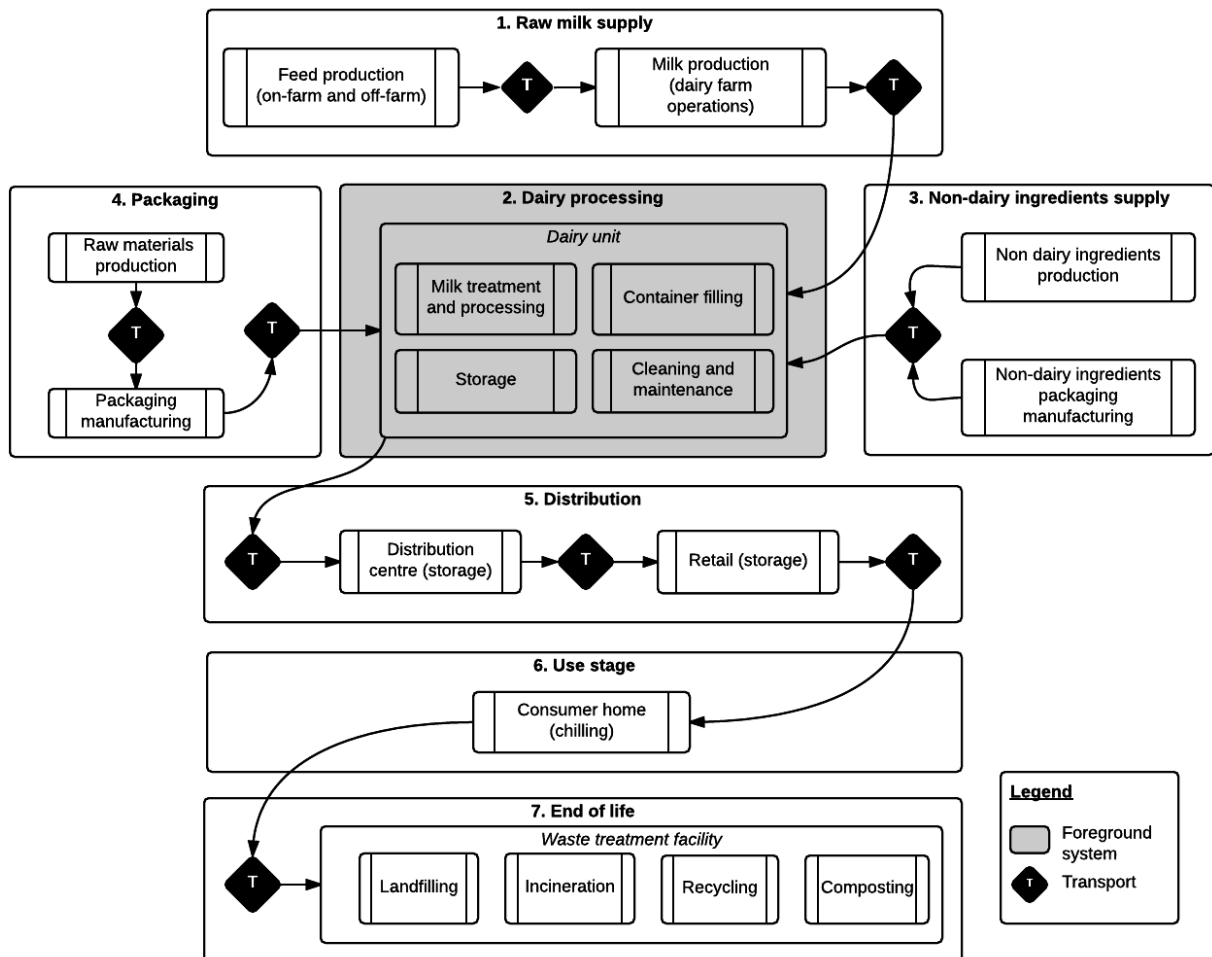 1. Raw milk supply
Feed production
(on-farm and off-farm)
T
Milk production
(dairy farm
operations)
T
4. Packaging
Raw materials
production
T
Packaging
manufacturing
T
2. Dairy processing
Dairy unit
Milk treatment
and processing
Container filling
Storage
Cleaning and
maintenance
3. Non-dairy ingredients supply
Non dairy ingredients
production
T
Non-dairy ingredients
packaging
manufacturing
5. Distribution
T
Distribution
centre (storage)
T
Retail (storage)
T
6. Use stage
Consumer home
(chilling)
7. End of life
T
Waste treatment facility
Landfilling
Incineration
Recycling
Composting
Legend
Foreground
system
T
Transport